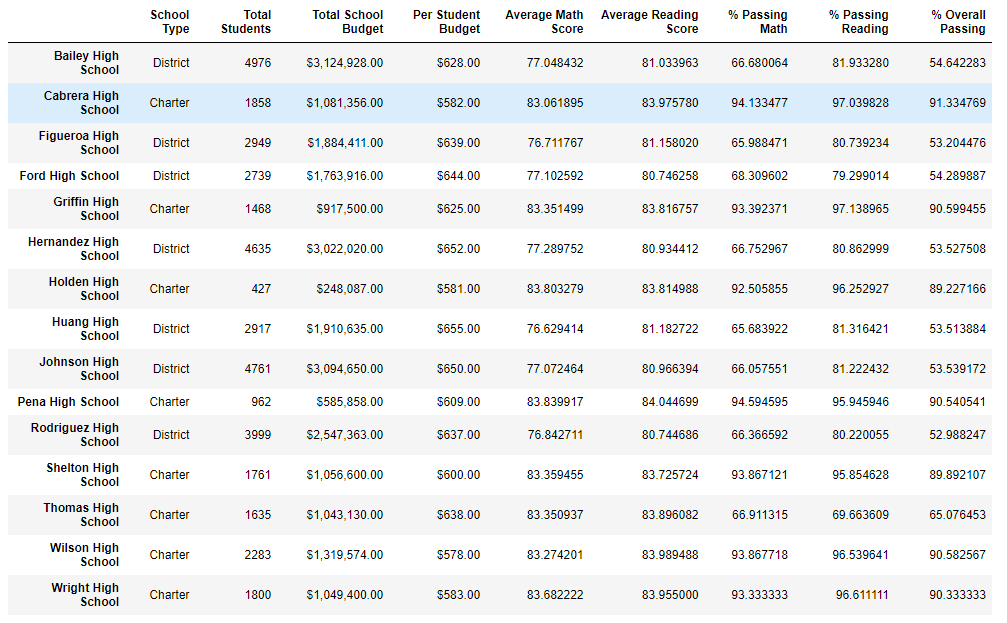 School Type Total Students Total School Budget Per Student Budget Average Math Score Average Reading Score % Passing Math % Passing Reading % Overall Passing
Bailey High School District 4976 $3,124,928.00 $628.00 77.048432 81.033963 66.680064 81.933280 54.642283
Cabrera High School Charter 1858 $1,081,356.00 $582.00 83.061895 83.975780 94.133477 97.039828 91.334769
Figueroa High School District 2949 $1,884,411.00 $639.00 76.711767 81.158020 65.988471 80.739234 53.204476
Ford High School District 2739 $1,763,916.00 $644.00 77.102592 80.746258 68.309602 79.299014 54.289887
Griffin High School Charter 1468 $917,500.00 $625.00 83.351499 83.816757 93.392371 97.138965 90.599455
Hernandez High School District 4635 $3,022,020.00 $652.00 77.289752 80.934412 66.752967 80.862999 53.527508
Holden High School Charter 427 $248,087.00 $581.00 83.803279 83.814988 92.505855 96.252927 89.227166
Huang High School District 2917 $1,910,635.00 $655.00 76.629414 81.182722 65.683922 81.316421 53.513884
Johnson High School District 4761 $3,094,650.00 $650.00 77.072464 80.966394 66.057551 81.222432 53.539172
Pena High School Charter 962 $585,858.00 $609.00 83.839917 84.044699 94.594595 95.945946 90.540541
Rodriguez High School District 3999 $2,547,363.00 $637.00 76.842711 80.744686 66.366592 80.220055 52.988247
Shelton High School Charter 1761 $1,056,600.00 $600.00 83.359455 83.725724 93.867121 95.854628 89.892107
Thomas High School Charter 1635 $1,043,130.00 $638.00 83.350937 83.896082 66.911315 69.663609 65.076453
Wilson High School Charter 2283 $1,319,574.00 $578.00 83.274201 83.989488 93.867718 96.539641 90.582567
Wright High School Charter 1800 $1,049,400.00 $583.00 83.682222 83.955000 93.333333 96.611111 90.333333